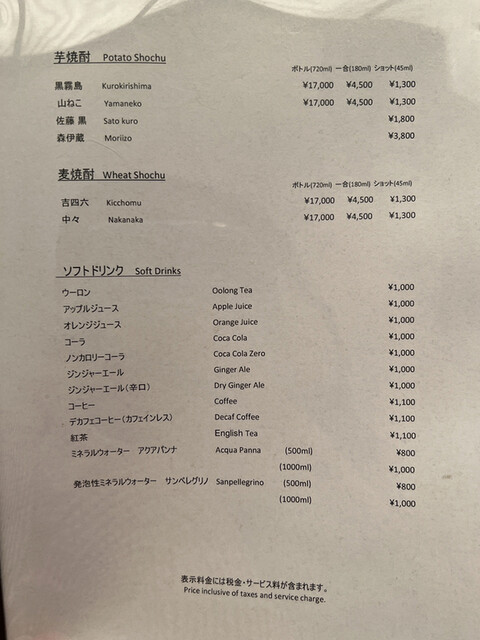 芋焼酎 Potato Shochu
ボトル(720ml) 一合(180ml) ショット(45ml)
黒霧島 Kurokirishima ¥17,000 ¥4,500 ¥1,300
山ねこ Yamaneko ¥17,000 ¥4,500 ¥1,300
佐藤 黒 Sato kuro ¥1,800
森伊蔵 Moriizo ¥3,800
麦焼酎 Wheat Shochu
ボトル(720ml) 一合(180ml) ショット(45ml)
吉四六 Kicchomu ¥17,000 ¥4,500 ¥1,300
中々 Nakanaka ¥17,000 ¥4,500 ¥1,300
ソフトドリンク Soft Drinks
ウーロン Oolong Tea ¥1,000
アップルジュース Apple Juice ¥1,000
オレンジジュース Orange Juice ¥1,000
コーラ Coca Cola ¥1,000
ノンカロリーコーラ Coca Cola Zero ¥1,000
ジンジャーエール Ginger Ale ¥1,000
ジンジャーエール(辛口) Dry Ginger Ale ¥1,000
コーヒー Coffee ¥1,100
デカフェコーヒー(カフェインレス) Decaf Coffee ¥1,100
紅茶 English Tea ¥1,100
ミネラルウォーター アクアパンナ Acqua Panna (500ml) ¥800
(1000ml) ¥1,000
発泡性ミネラルウォーター サンペレグリノ Sanpellegrino (500ml) ¥800
(1000ml) ¥1,000
表示料金には税金・サービス料が含まれます。
Price inclusive of taxes and service charge.